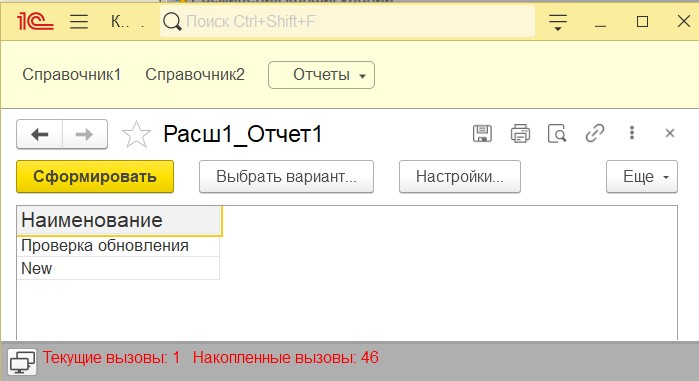 1С К.. . Поиск Ctrl+Shift+F
Справочник1 Справочник2 Отчеты
Расш1_Отчет1
Сформировать Выбрать вариант... Настройки... Еще
Наименование
Проверка обновления
New
Текущие вызовы: 1 Накопленные вызовы: 46